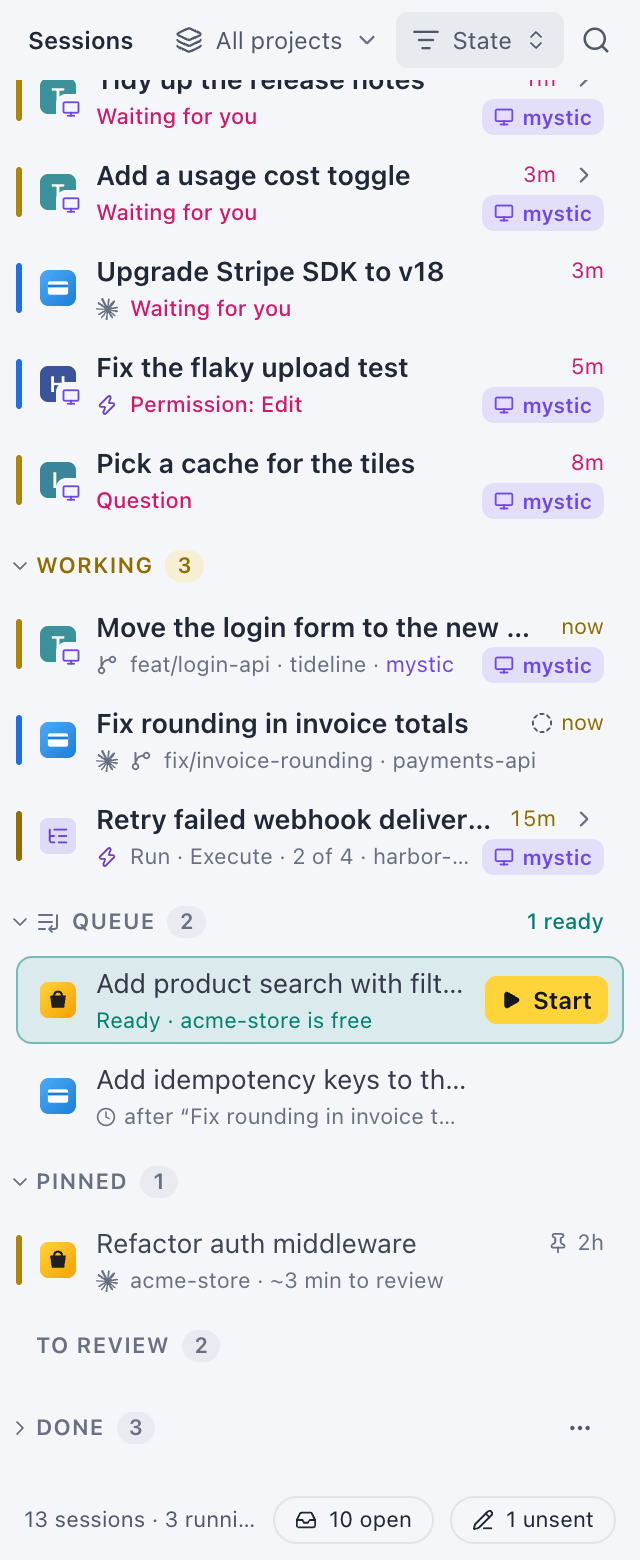 Sessions All projects State
Tidy up the release notes
Waiting for you mystic
Add a usage cost toggle 3m
Waiting for you mystic
Upgrade Stripe SDK to v18 3m
Waiting for you
Fix the flaky upload test 5m
Permission: Edit mystic
Pick a cache for the tiles 8m
Question mystic
WORKING 3
Move the login form to the new ... now
feat/login-api · tideline · mystic mystic
Fix rounding in invoice totals now
fix/invoice-rounding · payments-api
Retry failed webhook deliver... 15m
Run · Execute · 2 of 4 · harbor-... mystic
QUEUE 2 1 ready
Add product search with filt... Start
Ready · acme-store is free
Add idempotency keys to th...
after “Fix rounding in invoice t...
PINNED 1
Refactor auth middleware 2h
acme-store · ~3 min to review
TO REVIEW 2
DONE 3
13 sessions · 3 runni... 10 open 1 unsent